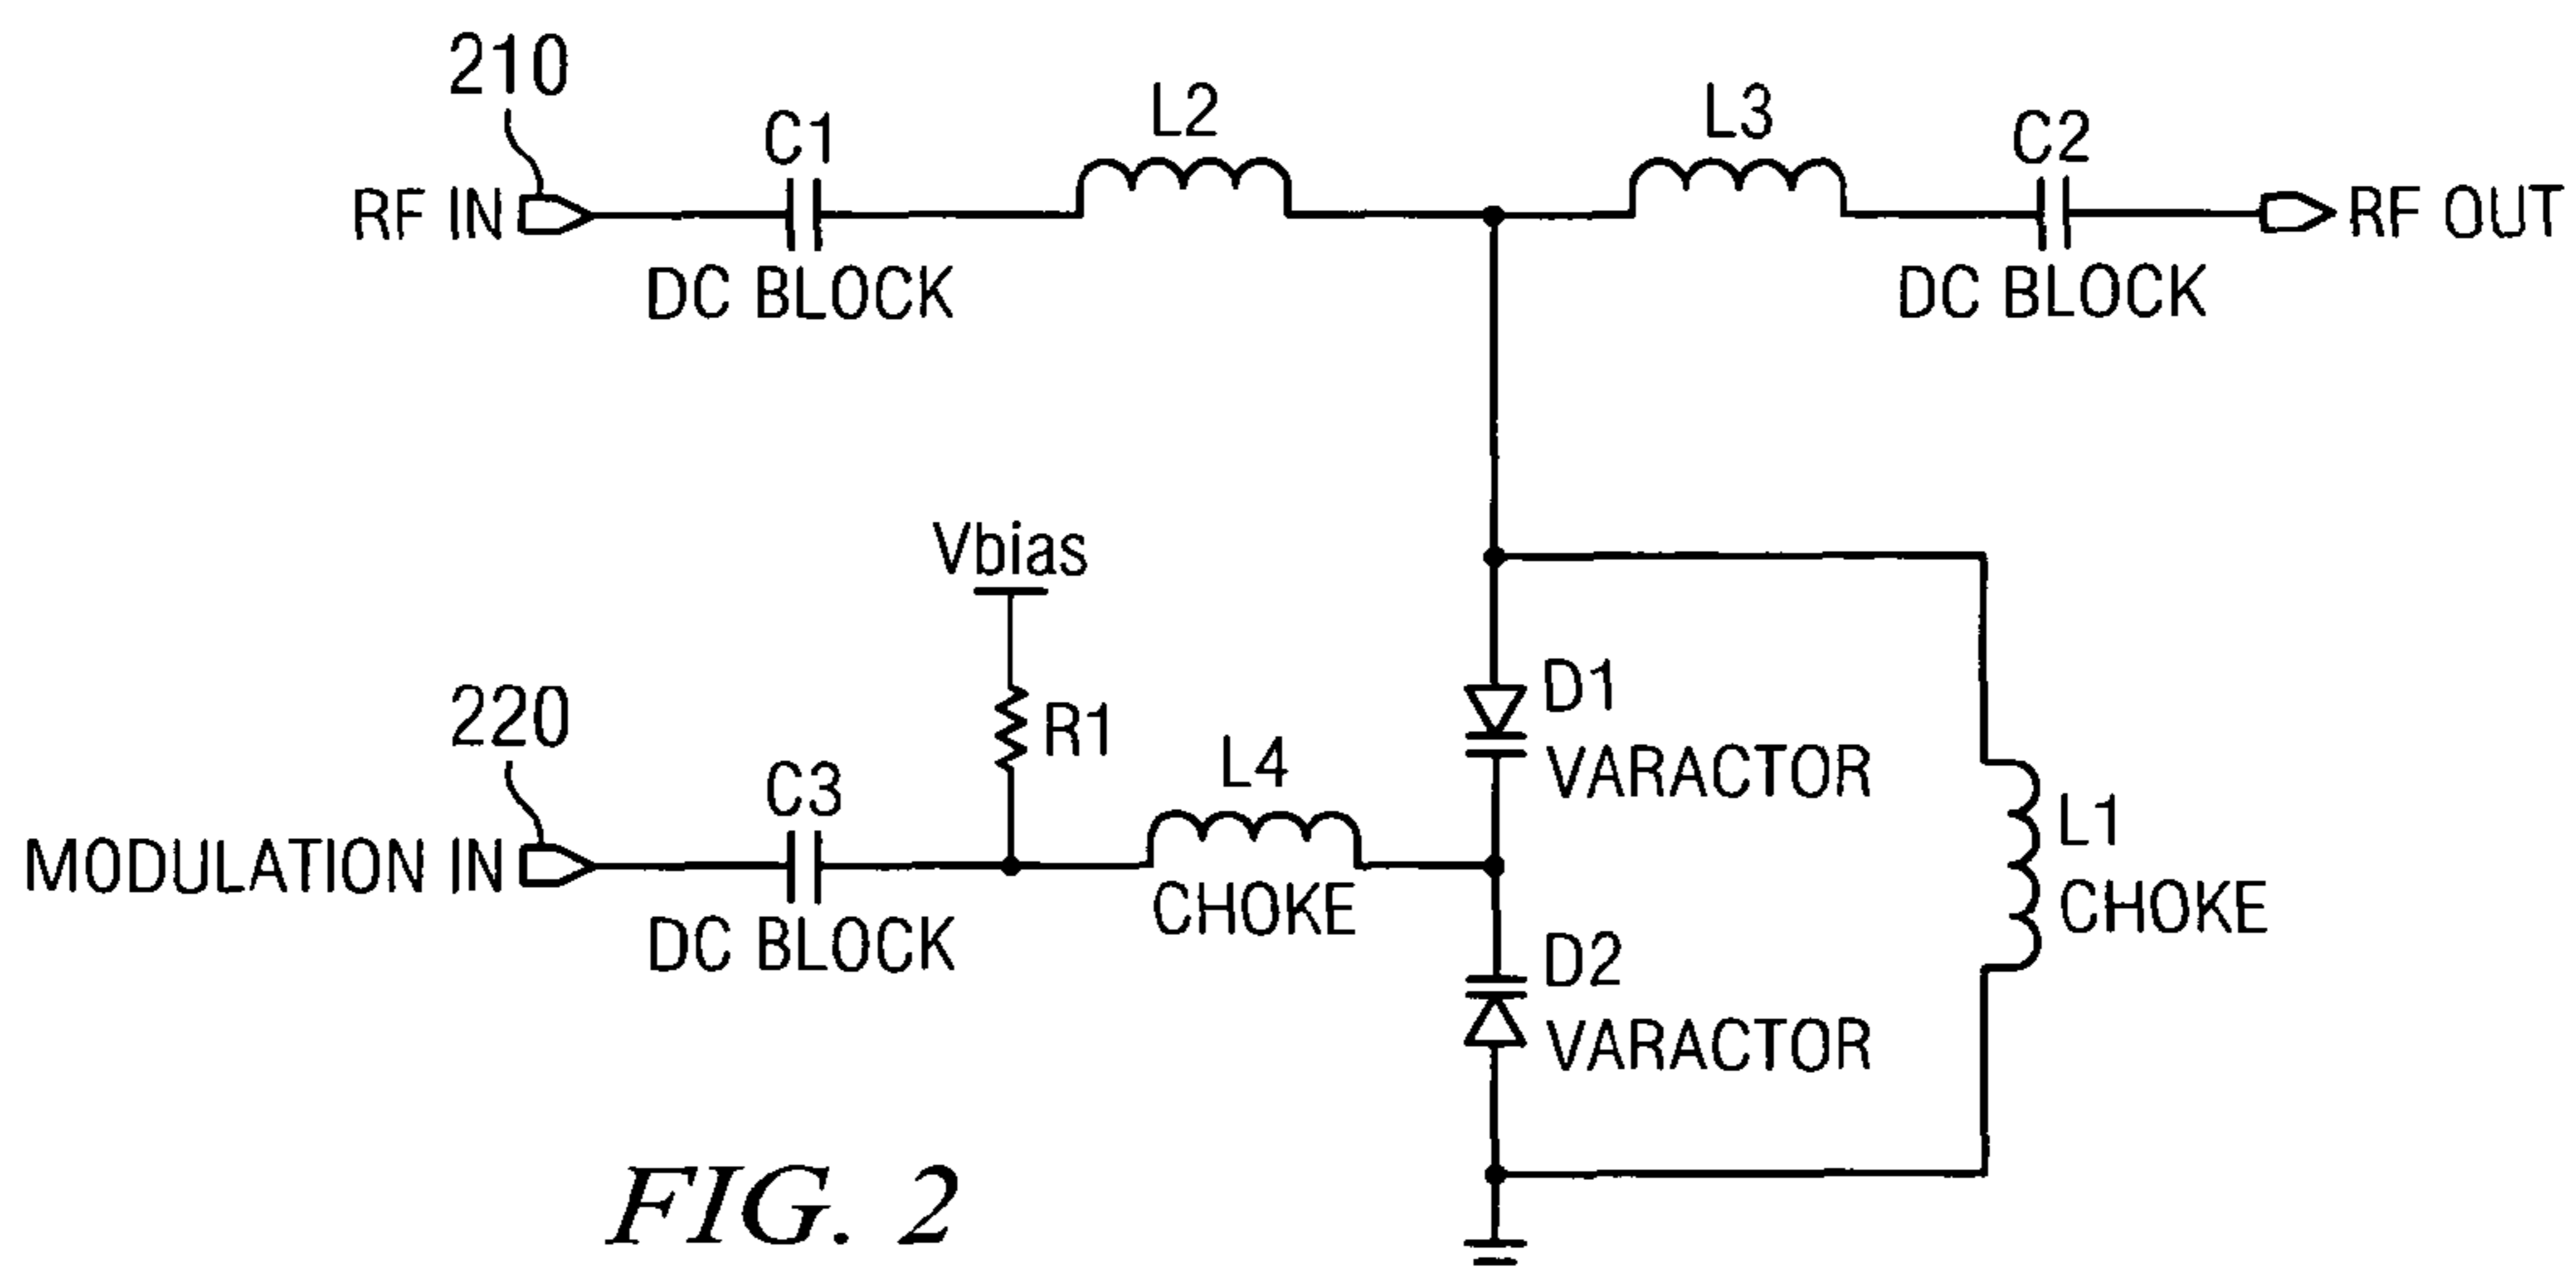 210
C1
L2
L3
C2
RF IN
RF OUT
DC BLOCK
DC BLOCK
Vbias
220
R1
D1
VARACTOR
C3
L4
L1
CHOKE
MODULATION IN
DC BLOCK
CHOKE
D2
VARACTOR
FIG. 2